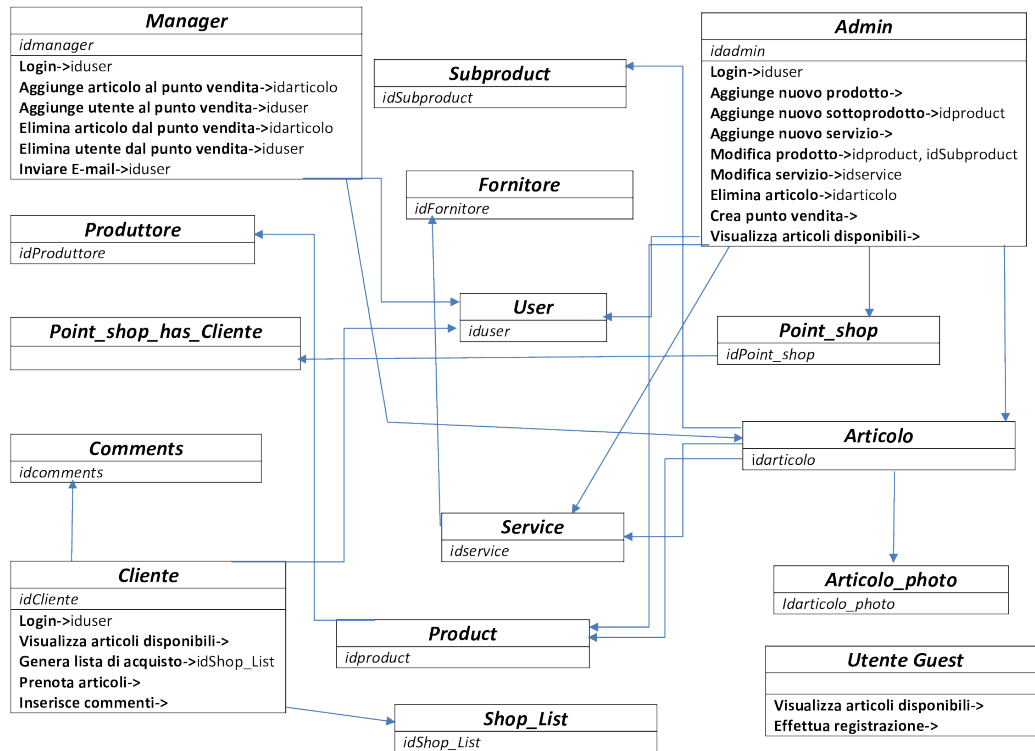 Manager
idmanager
Login->iduser
Aggiunge articolo al punto vendita->idarticolo
Aggiunge utente al punto vendita->iduser
Elimina articolo dal punto vendita->idarticolo
Elimina utente dal punto vendita->iduser
Inviare E-mail->iduser
Subproduct
idSubproduct
Admin
idadmin
Login->iduser
Aggiunge nuovo prodotto->
Aggiunge nuovo sottoprodotto->idproduct
Aggiunge nuovo servizio->
Modifica prodotto->idproduct, idSubproduct
Modifica servizio->idservice
Elimina articolo->idarticolo
Crea punto vendita->
Visualizza articoli disponibili->
Fornitore
idFornitore
Produttore
idProduttore
User
iduser
Point_shop_has_Cliente
Point_shop
idPoint_shop
Comments
idcomments
Articolo
idarticolo
Service
idservice
Cliente
idCliente
Login->iduser
Visualizza articoli disponibili->
Genera lista di acquisto->idShop_List
Prenota articoli->
Inserisce commenti->
Articolo_photo
Idarticolo_photo
Product
idproduct
Utente Guest
Visualizza articoli disponibili->
Effettua registrazione->
Shop_List
idShop_List